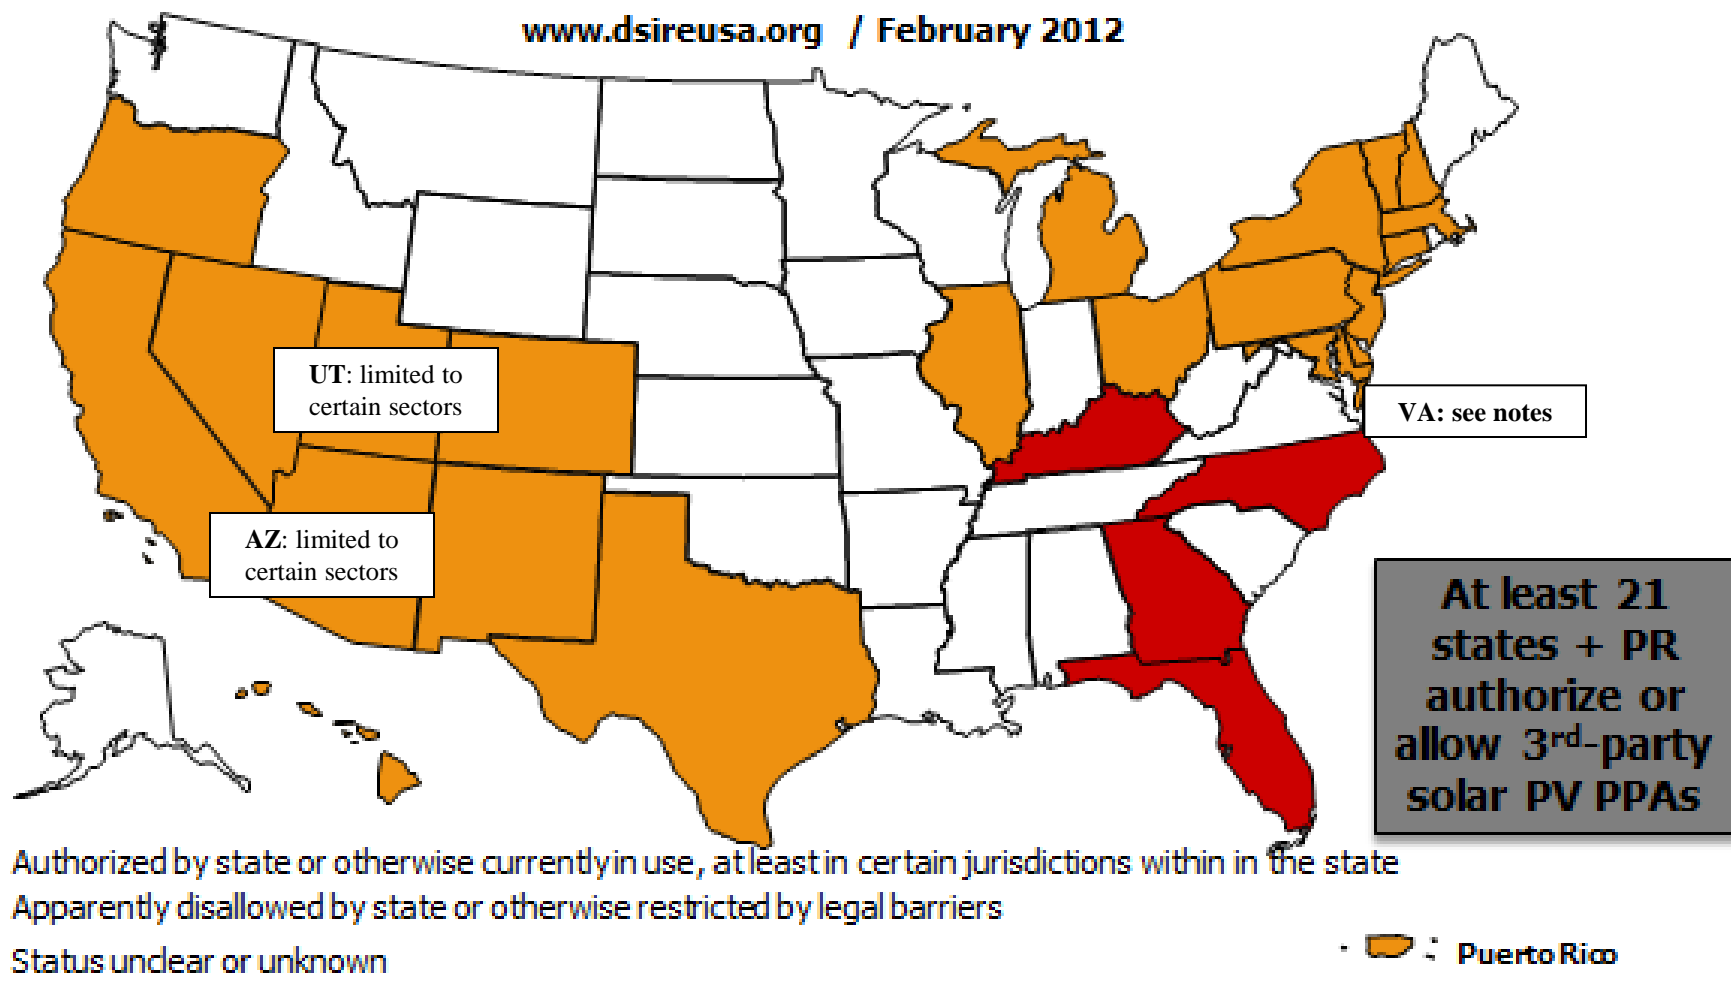 www.dsireusa.org / February 2012
UT: limited to
certain sectors
VA: see notes
AZ: limited to
certain sectors
At least 21
states + PR
authorize or
allow 3rd-party
solar PV PPAs
Authorized by state or otherwise currently in use, at least in certain jurisdictions within in the state
Apparently disallowed by state or otherwise restricted by legal barriers
Status unclear or unknown
Puerto Rico